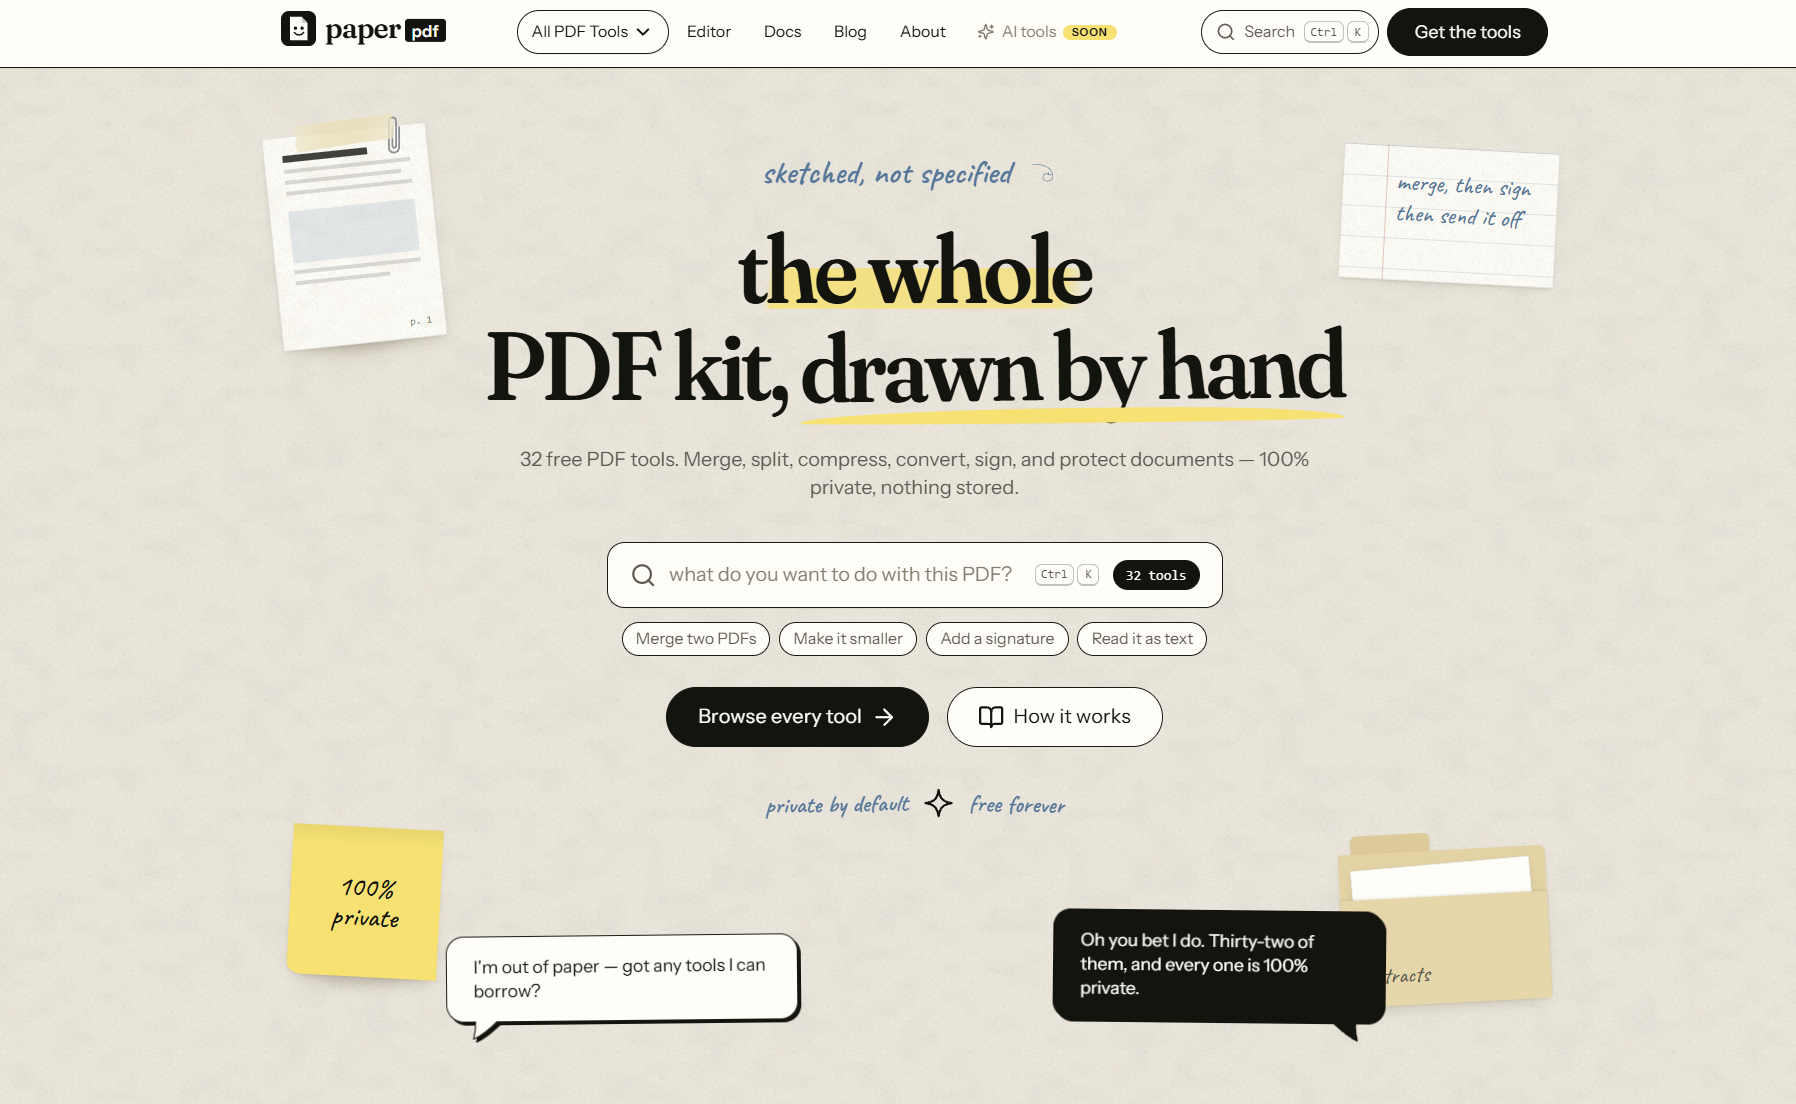 paper pdf
All PDF Tools
Editor
Docs
Blog
About
AI tools SOON
Search Ctrl K
Get the tools
p. 1
merge, then sign
then send it off
sketched, not specified
the whole
PDF kit, drawn by hand
32 free PDF tools. Merge, split, compress, convert, sign, and protect documents — 100%
private, nothing stored.
what do you want to do with this PDF? Ctrl K 32 tools
Merge two PDFs
Make it smaller
Add a signature
Read it as text
Browse every tool
How it works
private by default
free forever
100%
private
I'm out of paper — got any tools I can
borrow?
Oh you bet I do. Thirty-two of
them, and every one is 100%
private.